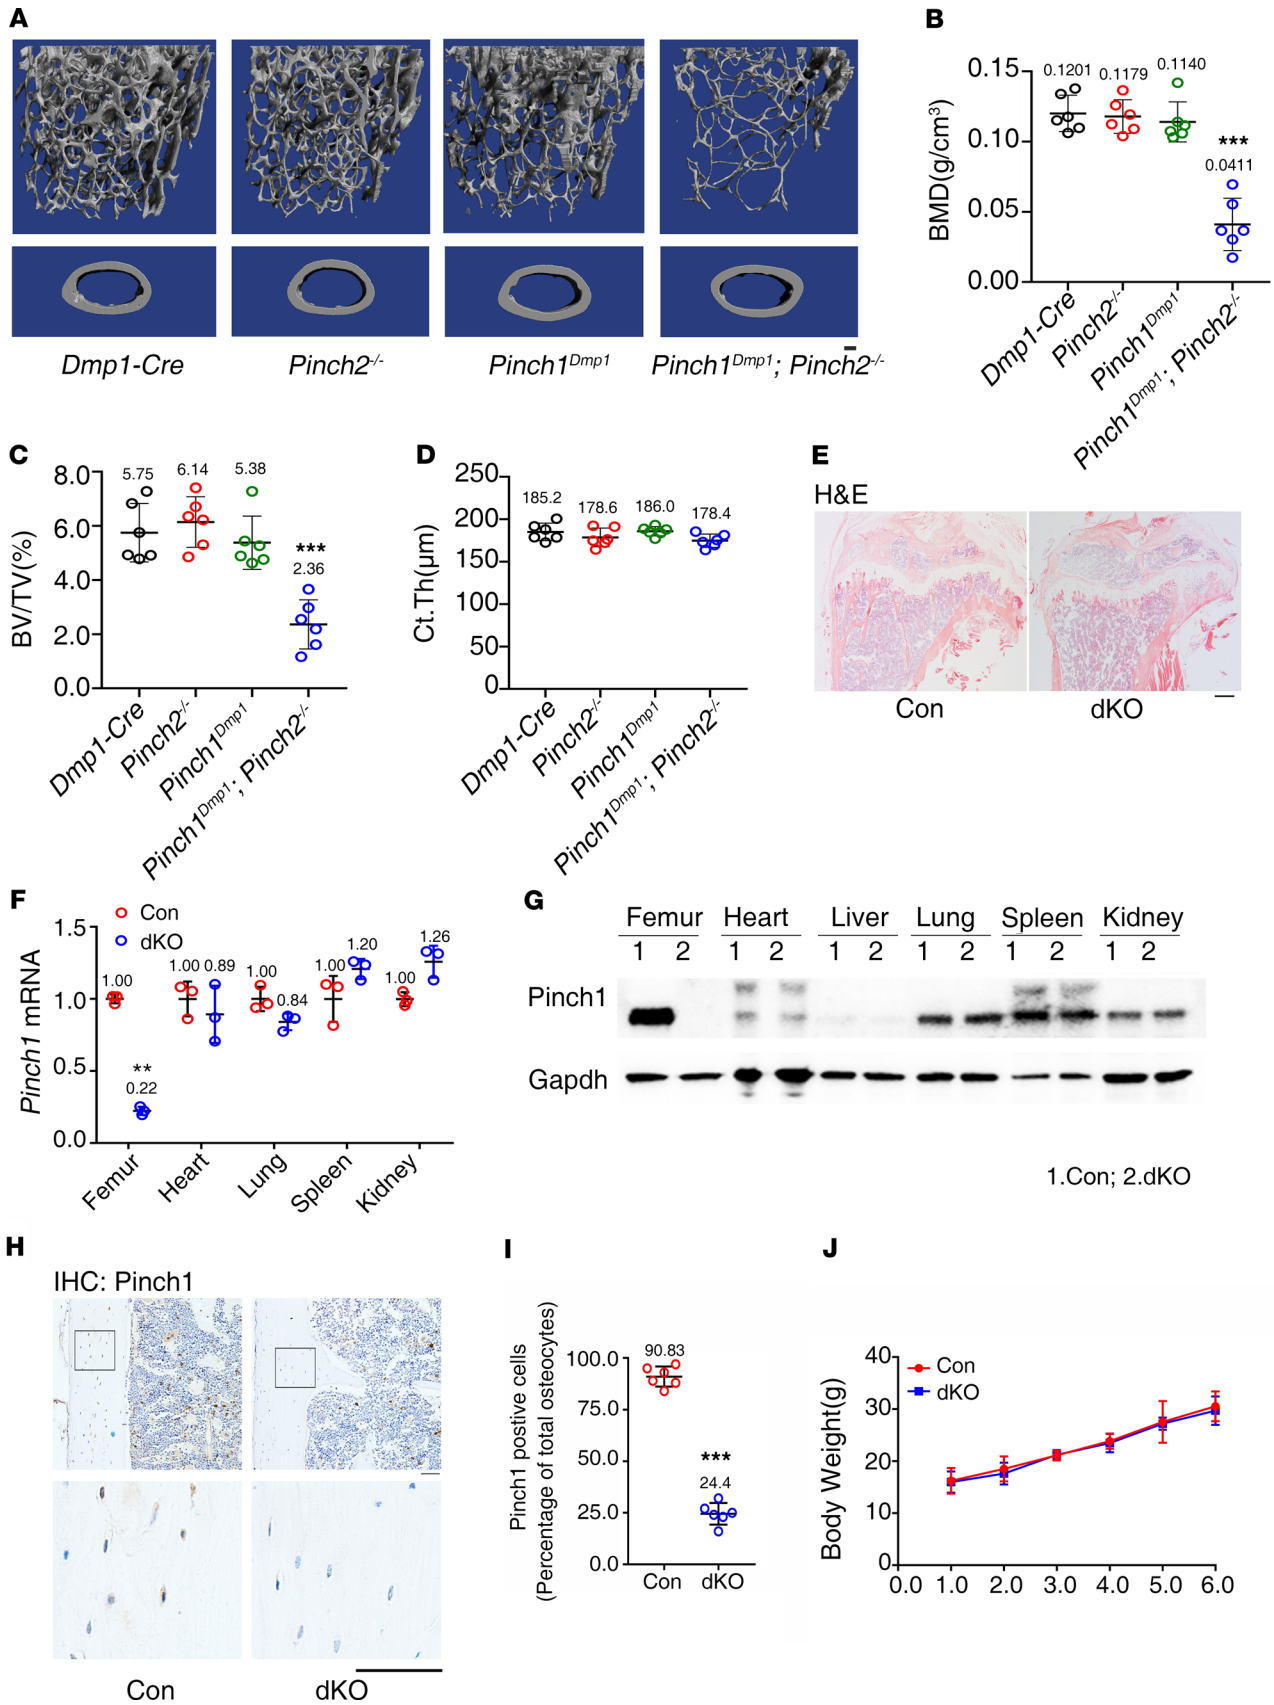 A
Dmp1-Cre
Pinch2-/-
Pinch1Dmp1
Pinch1Dmp1; Pinch2-/-
B
BMD(g/cm3)
0.15
0.10
0.05
0.00
0.1201
0.1179
0.1140
***
0.0411
Dmp1-Cre
Pinch2-/-
Pinch1Dmp1
Pinch1Dmp1; Pinch2-/-
C
BV/TV(%)
8.0
6.0
4.0
2.0
0.0
5.75
6.14
5.38
***
2.36
Dmp1-Cre
Pinch2-/-
Pinch1Dmp1
Pinch1Dmp1; Pinch2-/-
D
Ct.Th(μm)
250
200
150
100
50
0
185.2
178.6
186.0
178.4
Dmp1-Cre
Pinch2-/-
Pinch1Dmp1
Pinch1Dmp1; Pinch2-/-
E
H&E
Con
dKO
F
Pinch1 mRNA
1.5
1.0
0.5
0.0
Con
dKO
1.00
**
0.22
1.00
0.89
1.00
0.84
1.00
1.20
1.00
1.26
Femur
Heart
Lung
Spleen
Kidney
G
Femur Heart Liver Lung Spleen Kidney
1 2 1 2 1 2 1 2 1 2 1 2
Pinch1
Gapdh
1.Con; 2.dKO
H
IHC: Pinch1
Con
dKO
I
Pinch1 postive cells
(Percentage of total osteocytes)
100.0
75.0
50.0
25.0
0.0
90.83
***
24.4
Con
dKO
J
Body Weight(g)
40
30
20
10
0
Con
dKO
0.0 1.0 2.0 3.0 4.0 5.0 6.0